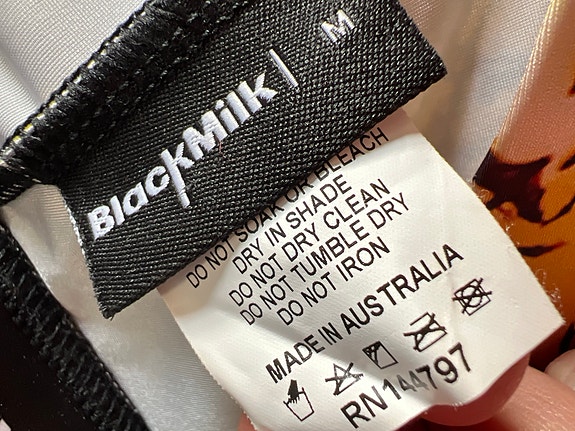 BlackMilk
M
DO NOT SOAK OR BLEACH
DRY IN SHADE
DO NOT DRY CLEAN
DO NOT TUMBLE DRY
DO NOT IRON
MADE IN AUSTRALIA
RN144797